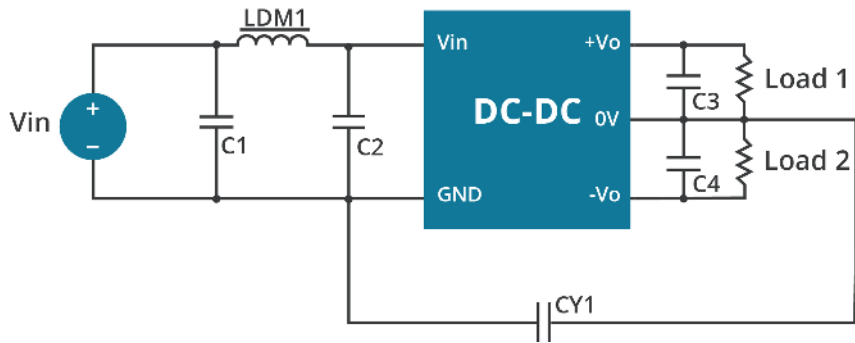 LDM1
Vin
+
−
C1
C2
Vin
GND
DC-DC
+Vo
0V
-Vo
C3
C4
Load 1
Load 2
CY1